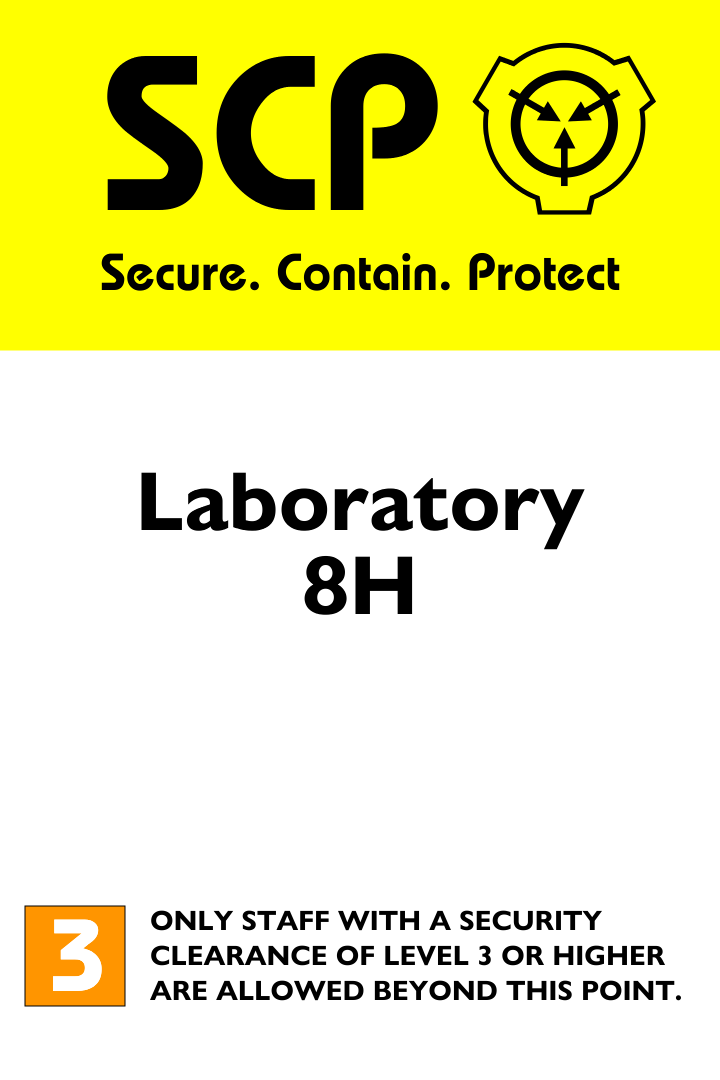 SCP
Secure. Contain. Protect
Laboratory
8H
3
ONLY STAFF WITH A SECURITY
CLEARANCE OF LEVEL 3 OR HIGHER
ARE ALLOWED BEYOND THIS POINT.